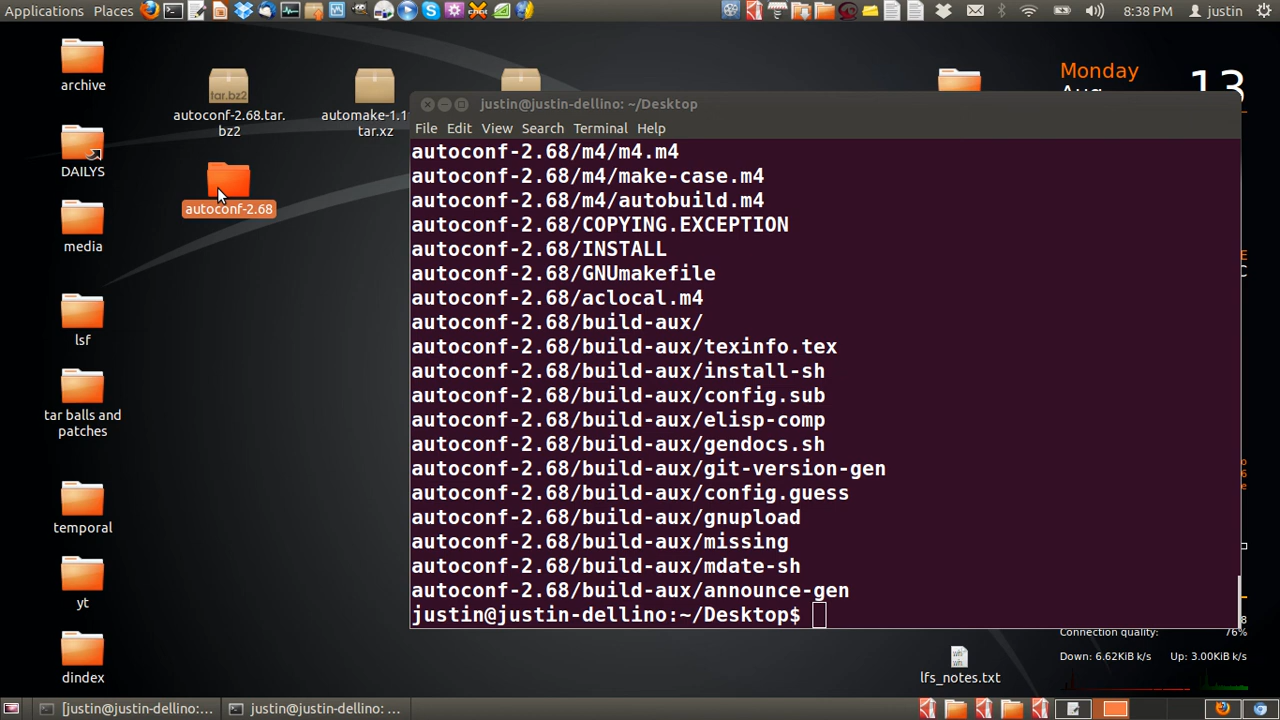 Applications Places
8:38 PM justin
archive
DAILYS
media
lsf
tar balls and
patches
temporal
yt
dindex
tar.bz2
autoconf-2.68.tar.
bz2
automake-1.1
tar.xz
autoconf-2.68
Monday
13
justin@justin-dellino: ~/Desktop
File Edit View Search Terminal Help
autoconf-2.68/m4/m4.m4
autoconf-2.68/m4/make-case.m4
autoconf-2.68/m4/autobuild.m4
autoconf-2.68/COPYING.EXCEPTION
autoconf-2.68/INSTALL
autoconf-2.68/GNUmakefile
autoconf-2.68/aclocal.m4
autoconf-2.68/build-aux/
autoconf-2.68/build-aux/texinfo.tex
autoconf-2.68/build-aux/install-sh
autoconf-2.68/build-aux/config.sub
autoconf-2.68/build-aux/elisp-comp
autoconf-2.68/build-aux/gendocs.sh
autoconf-2.68/build-aux/git-version-gen
autoconf-2.68/build-aux/config.guess
autoconf-2.68/build-aux/gnupload
autoconf-2.68/build-aux/missing
autoconf-2.68/build-aux/mdate-sh
autoconf-2.68/build-aux/announce-gen
justin@justin-dellino:~/Desktop$
Connection quality: 76%
Down: 6.62KiB k/s Up: 3.00KiB k/s
lfs_notes.txt
[justin@justin-dellino:... justin@justin-dellino: ...